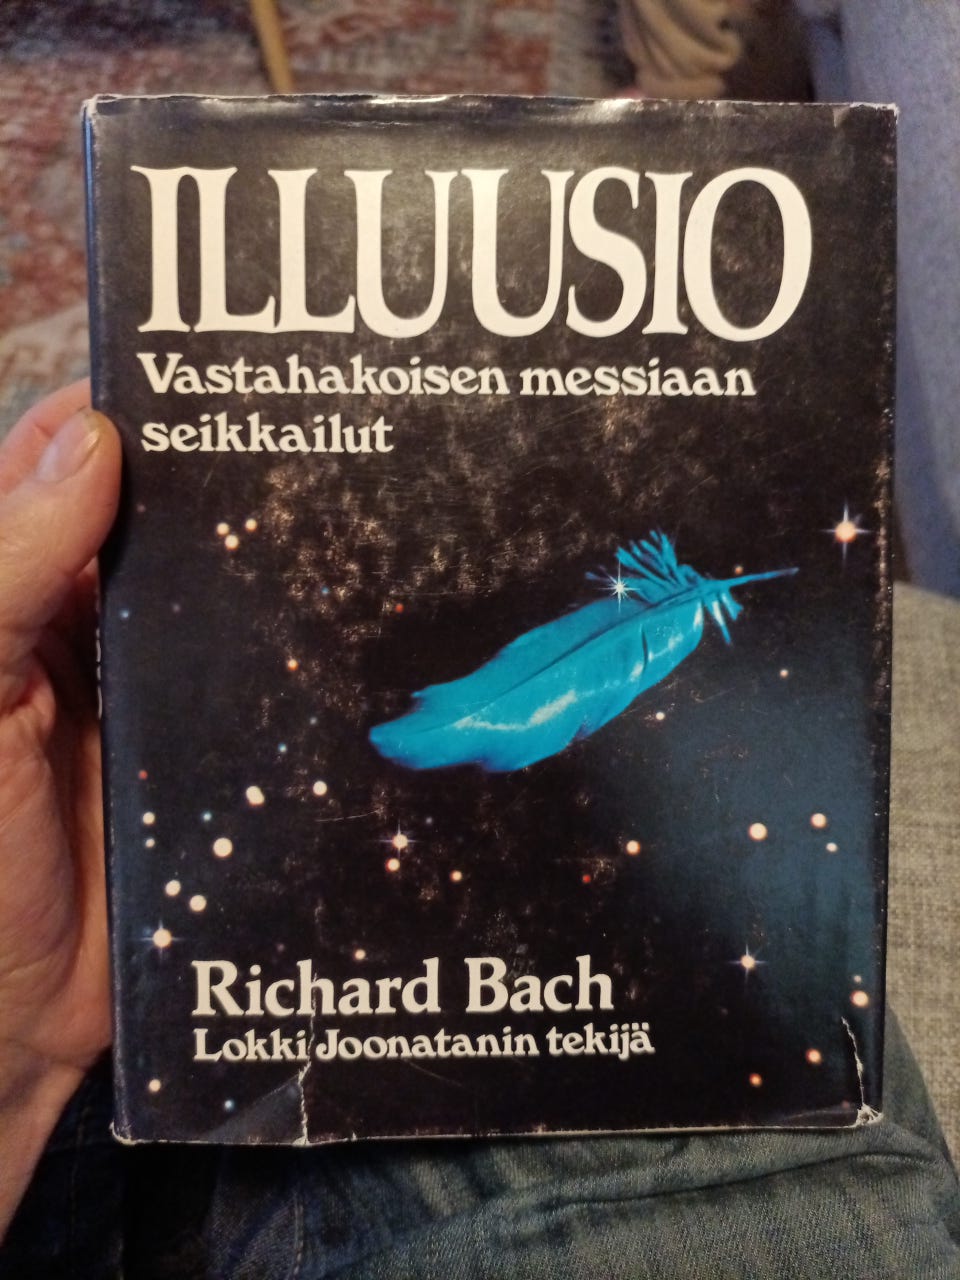 ILLUUSIO
Vastahakoisen messiaan
seikkailut
Richard Bach
Lokki Joonatanin tekijä